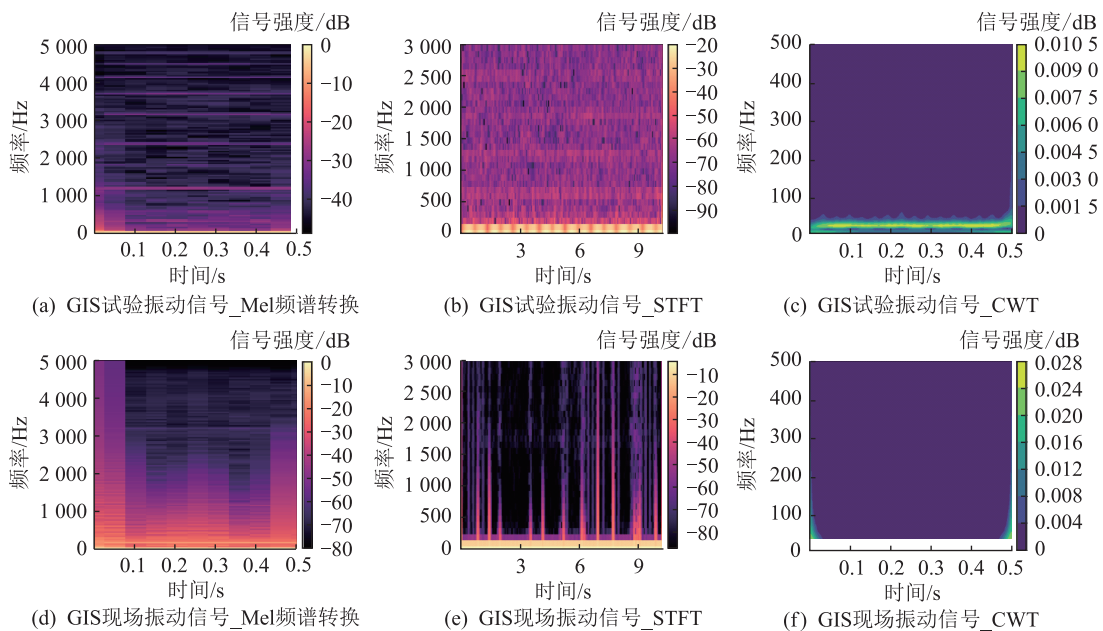 信号强度/dB
5 000
4 000
3 000
2 000
1 000
0
频率/Hz
0.1 0.2 0.3 0.4 0.5
时间/s
0
−10
−20
−30
−40
(a) GIS试验振动信号_Mel频谱转换
信号强度/dB
3 000
2 500
2 000
1 500
1 000
500
0
频率/Hz
3 6 9
时间/s
−20
−30
−40
−50
−60
−70
−80
−90
(b) GIS试验振动信号_STFT
信号强度/dB
500
400
300
200
100
0
频率/Hz
0.1 0.2 0.3 0.4 0.5
时间/s
0.010 5
0.009 0
0.007 5
0.006 0
0.004 5
0.003 0
0.001 5
0
(c) GIS试验振动信号_CWT
信号强度/dB
5 000
4 000
3 000
2 000
1 000
0
频率/Hz
0.1 0.2 0.3 0.4 0.5
时间/s
0
−10
−20
−30
−40
−50
−60
−70
−80
(d) GIS现场振动信号_Mel频谱转换
信号强度/dB
3 000
2 500
2 000
1 500
1 000
500
0
频率/Hz
3 6 9
时间/s
−10
−20
−30
−40
−50
−60
−70
−80
(e) GIS现场振动信号_STFT
信号强度/dB
500
400
300
200
100
0
频率/Hz
0.1 0.2 0.3 0.4 0.5
时间/s
0.028
0.024
0.020
0.016
0.012
0.008
0.004
0
(f) GIS现场振动信号_CWT